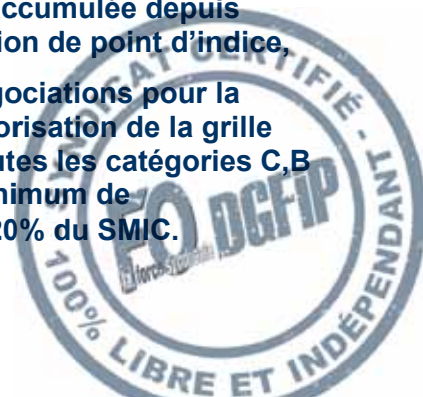 ccumulée depuis
ion de point d’indice,
gociations pour la
orisation de la grille
utes les catégories C,B
nimum de
20% du SMIC.
SYNDICAT CERTIFIÉ -
FO DGFiP
100% LIBRE ET INDÉPENDANT